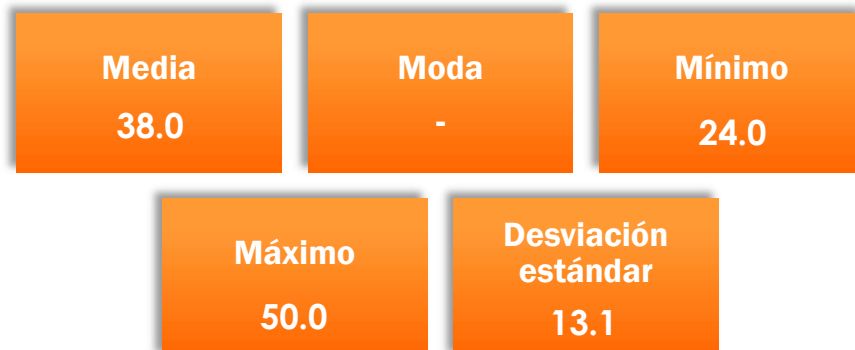 Media
38.0
Moda
-
Mínimo
24.0
Máximo
50.0
Desviación
estándar
13.1